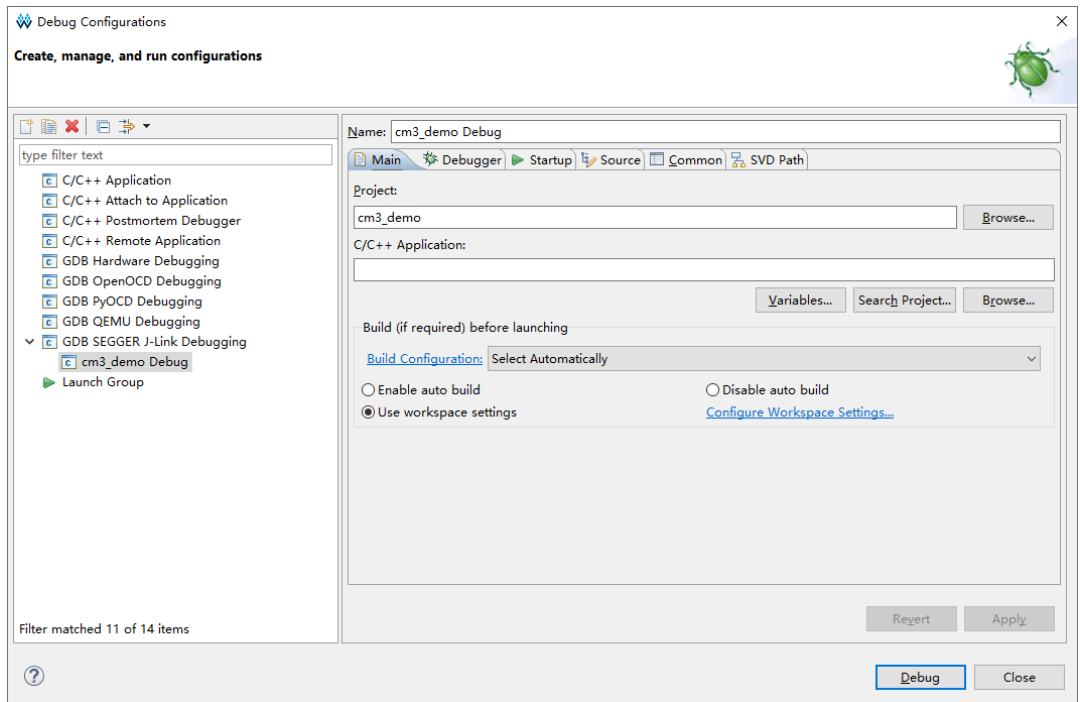 Debug Configurations
Create, manage, and run configurations
type filter text
C/C++ Application
C/C++ Attach to Application
C/C++ Postmortem Debugger
C/C++ Remote Application
GDB Hardware Debugging
GDB OpenOCD Debugging
GDB PyOCD Debugging
GDB QEMU Debugging
GDB SEGGER J-Link Debugging
cm3_demo Debug
Launch Group
Filter matched 11 of 14 items
Name: cm3_demo Debug
Main Debugger Startup Source Common SVD Path
Project:
cm3_demo Browse...
C/C++ Application:
Variables... Search Project... Browse...
Build (if required) before launching
Build Configuration: Select Automatically
Enable auto build Disable auto build
Use workspace settings Configure Workspace Settings...
Revert Apply
Debug Close